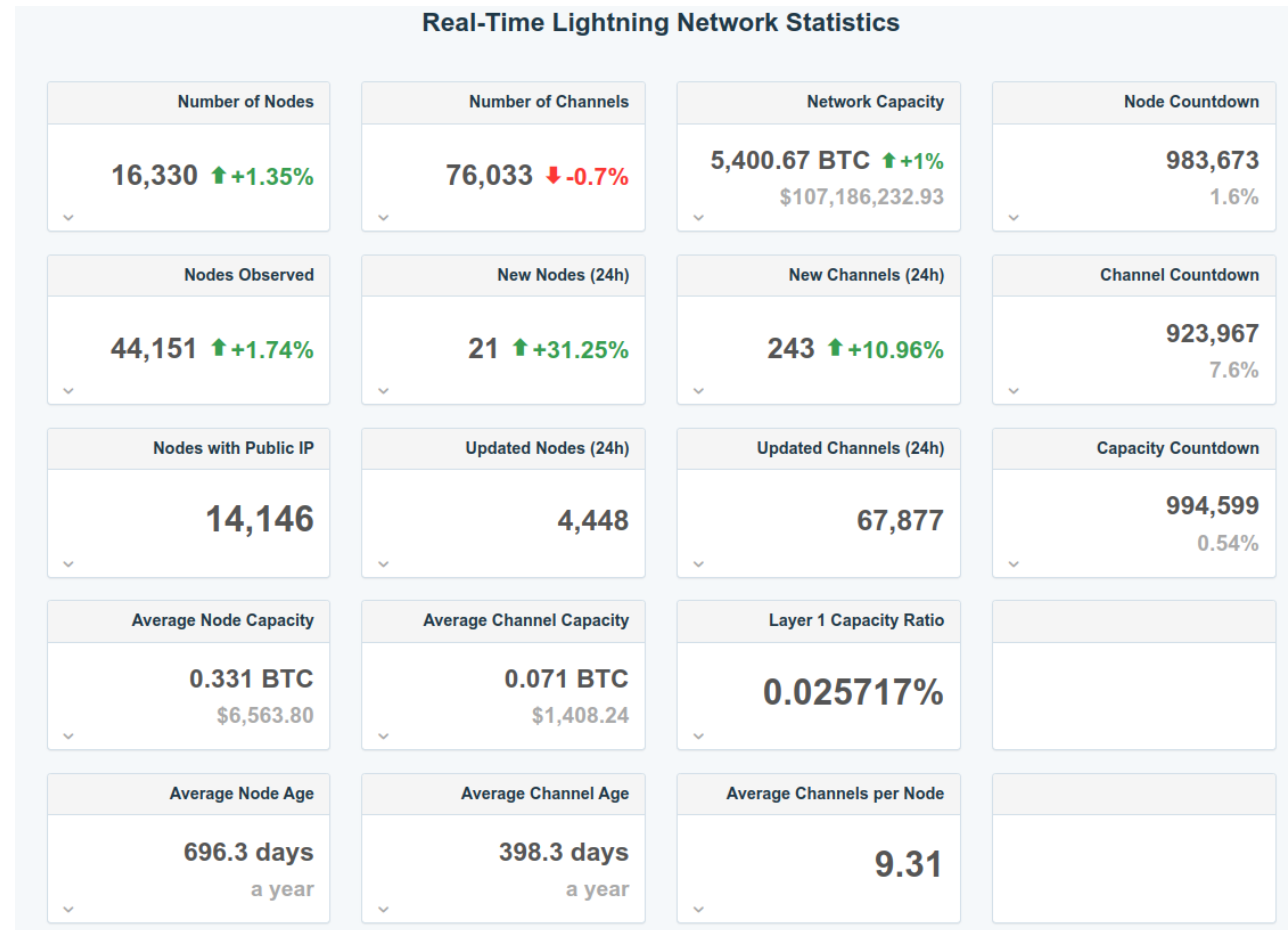 Real-Time Lightning Network Statistics
Number of Nodes
16,330 +1.35%
Number of Channels
76,033 -0.7%
Network Capacity
5,400.67 BTC +1%
$107,186,232.93
Node Countdown
983,673
1.6%
Nodes Observed
44,151 +1.74%
New Nodes (24h)
21 +31.25%
New Channels (24h)
243 +10.96%
Channel Countdown
923,967
7.6%
Nodes with Public IP
14,146
Updated Nodes (24h)
4,448
Updated Channels (24h)
67,877
Capacity Countdown
994,599
0.54%
Average Node Capacity
0.331 BTC
$6,563.80
Average Channel Capacity
0.071 BTC
$1,408.24
Layer 1 Capacity Ratio
0.025717%
Average Node Age
696.3 days
a year
Average Channel Age
398.3 days
a year
Average Channels per Node
9.31